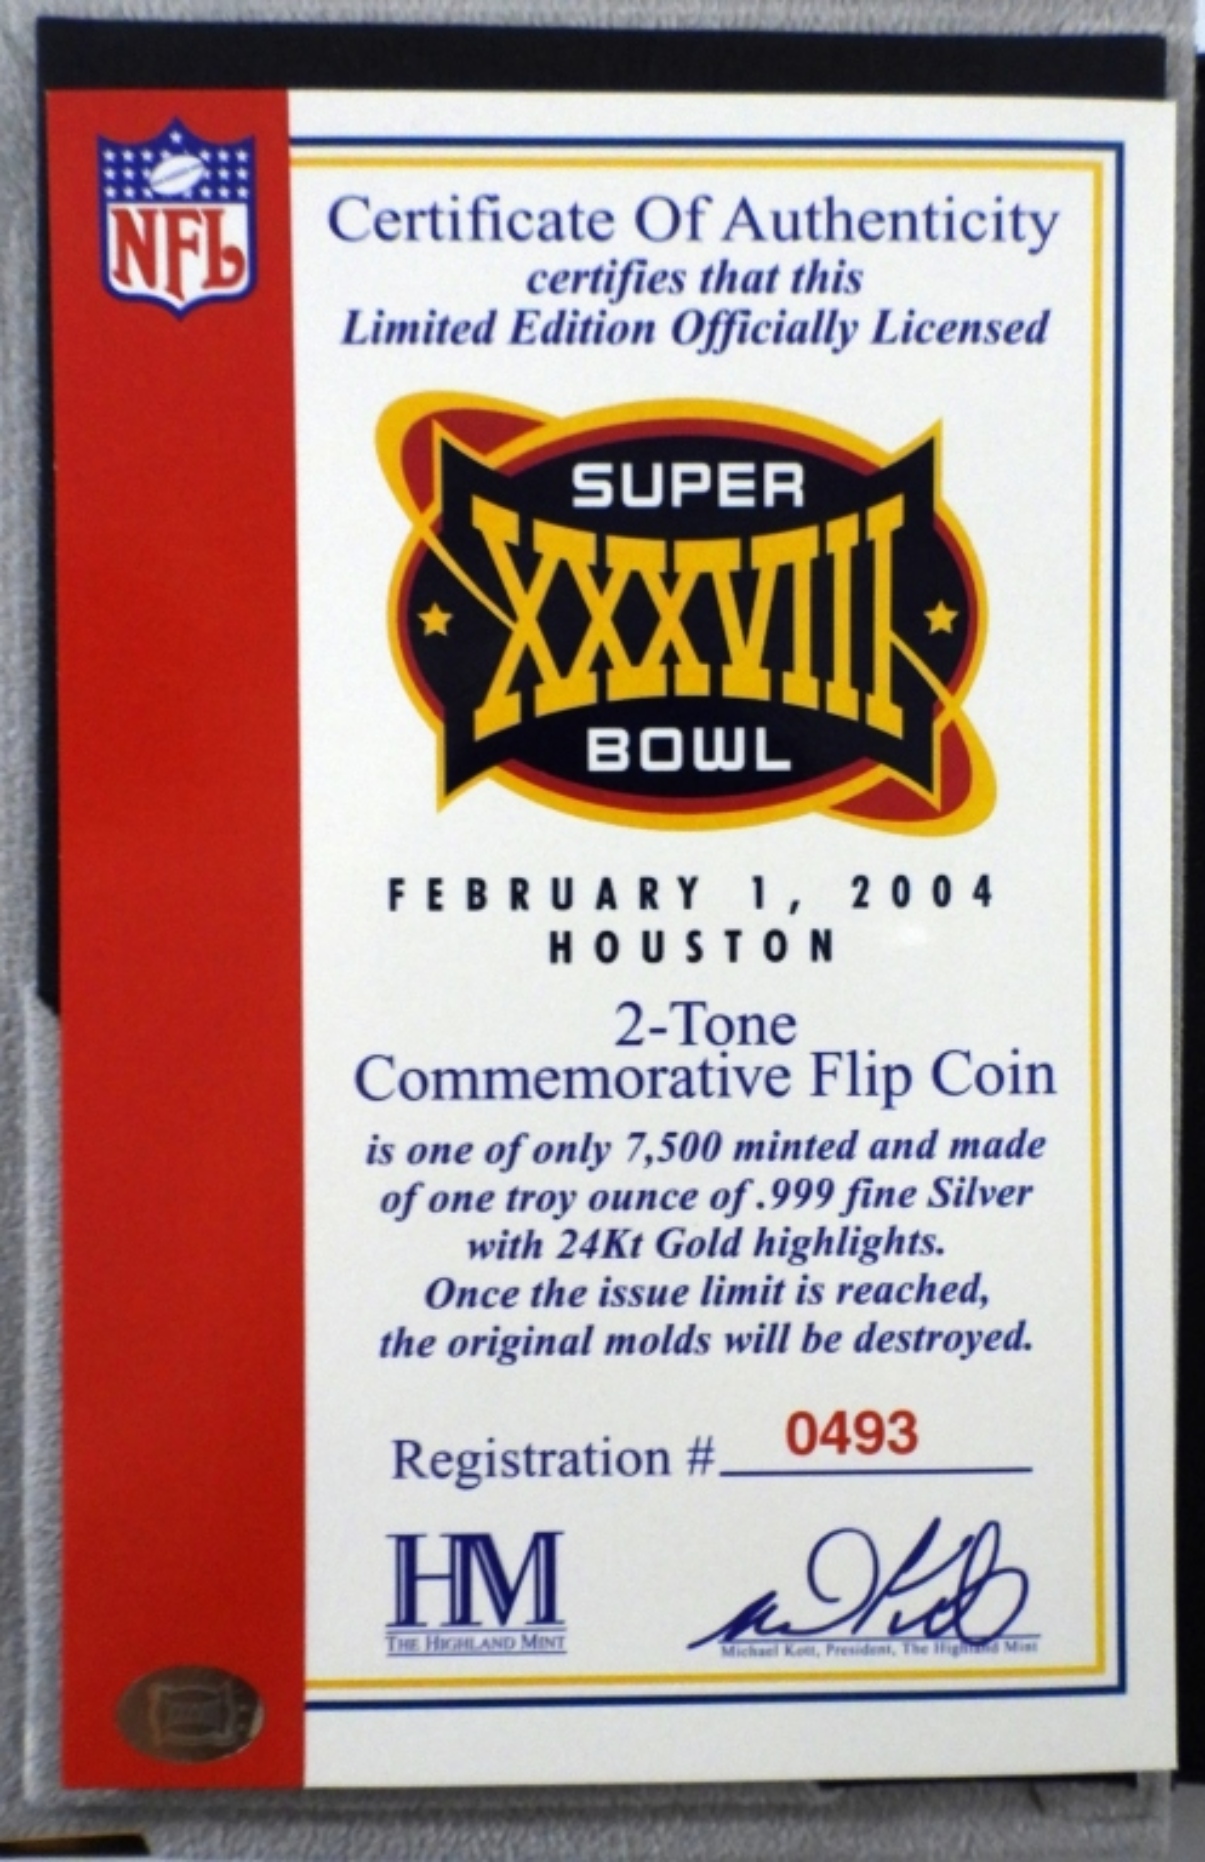 NFL
Certificate Of Authenticity
certifies that this
Limited Edition Officially Licensed
SUPER
XXXVIII
BOWL
FEBRUARY 1, 2004
HOUSTON
2-Tone
Commemorative Flip Coin
is one of only 7,500 minted and made
of one troy ounce of .999 fine Silver
with 24Kt Gold highlights.
Once the issue limit is reached,
the original molds will be destroyed.
Registration # 0493
HM
THE HIGHLAND MINT
Michael Kott, President, The Highland Mint